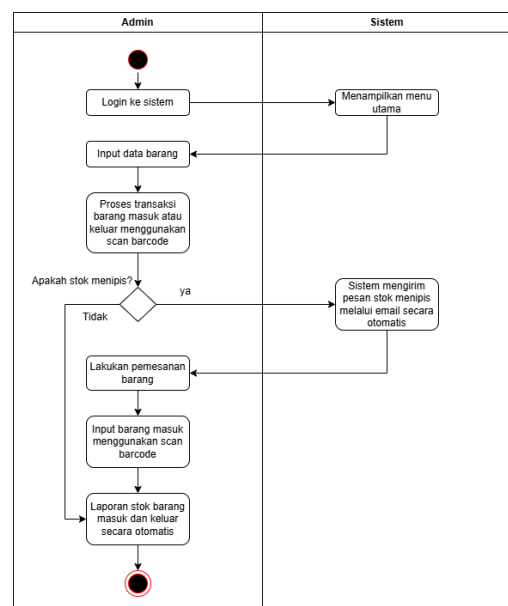 Admin
Sistem
Login ke sistem
Menampilkan menu
utama
Input data barang
Proses transaksi
barang masuk atau
keluar menggunakan
scan barcode
Apakah stok menipis?
ya
Tidak
Sistem mengirim
pesan stok menipis
melalui email secara
otomatis
Lakukan pemesanan
barang
Input barang masuk
menggunakan scan
barcode
Laporan stok barang
masuk dan keluar
secara otomatis